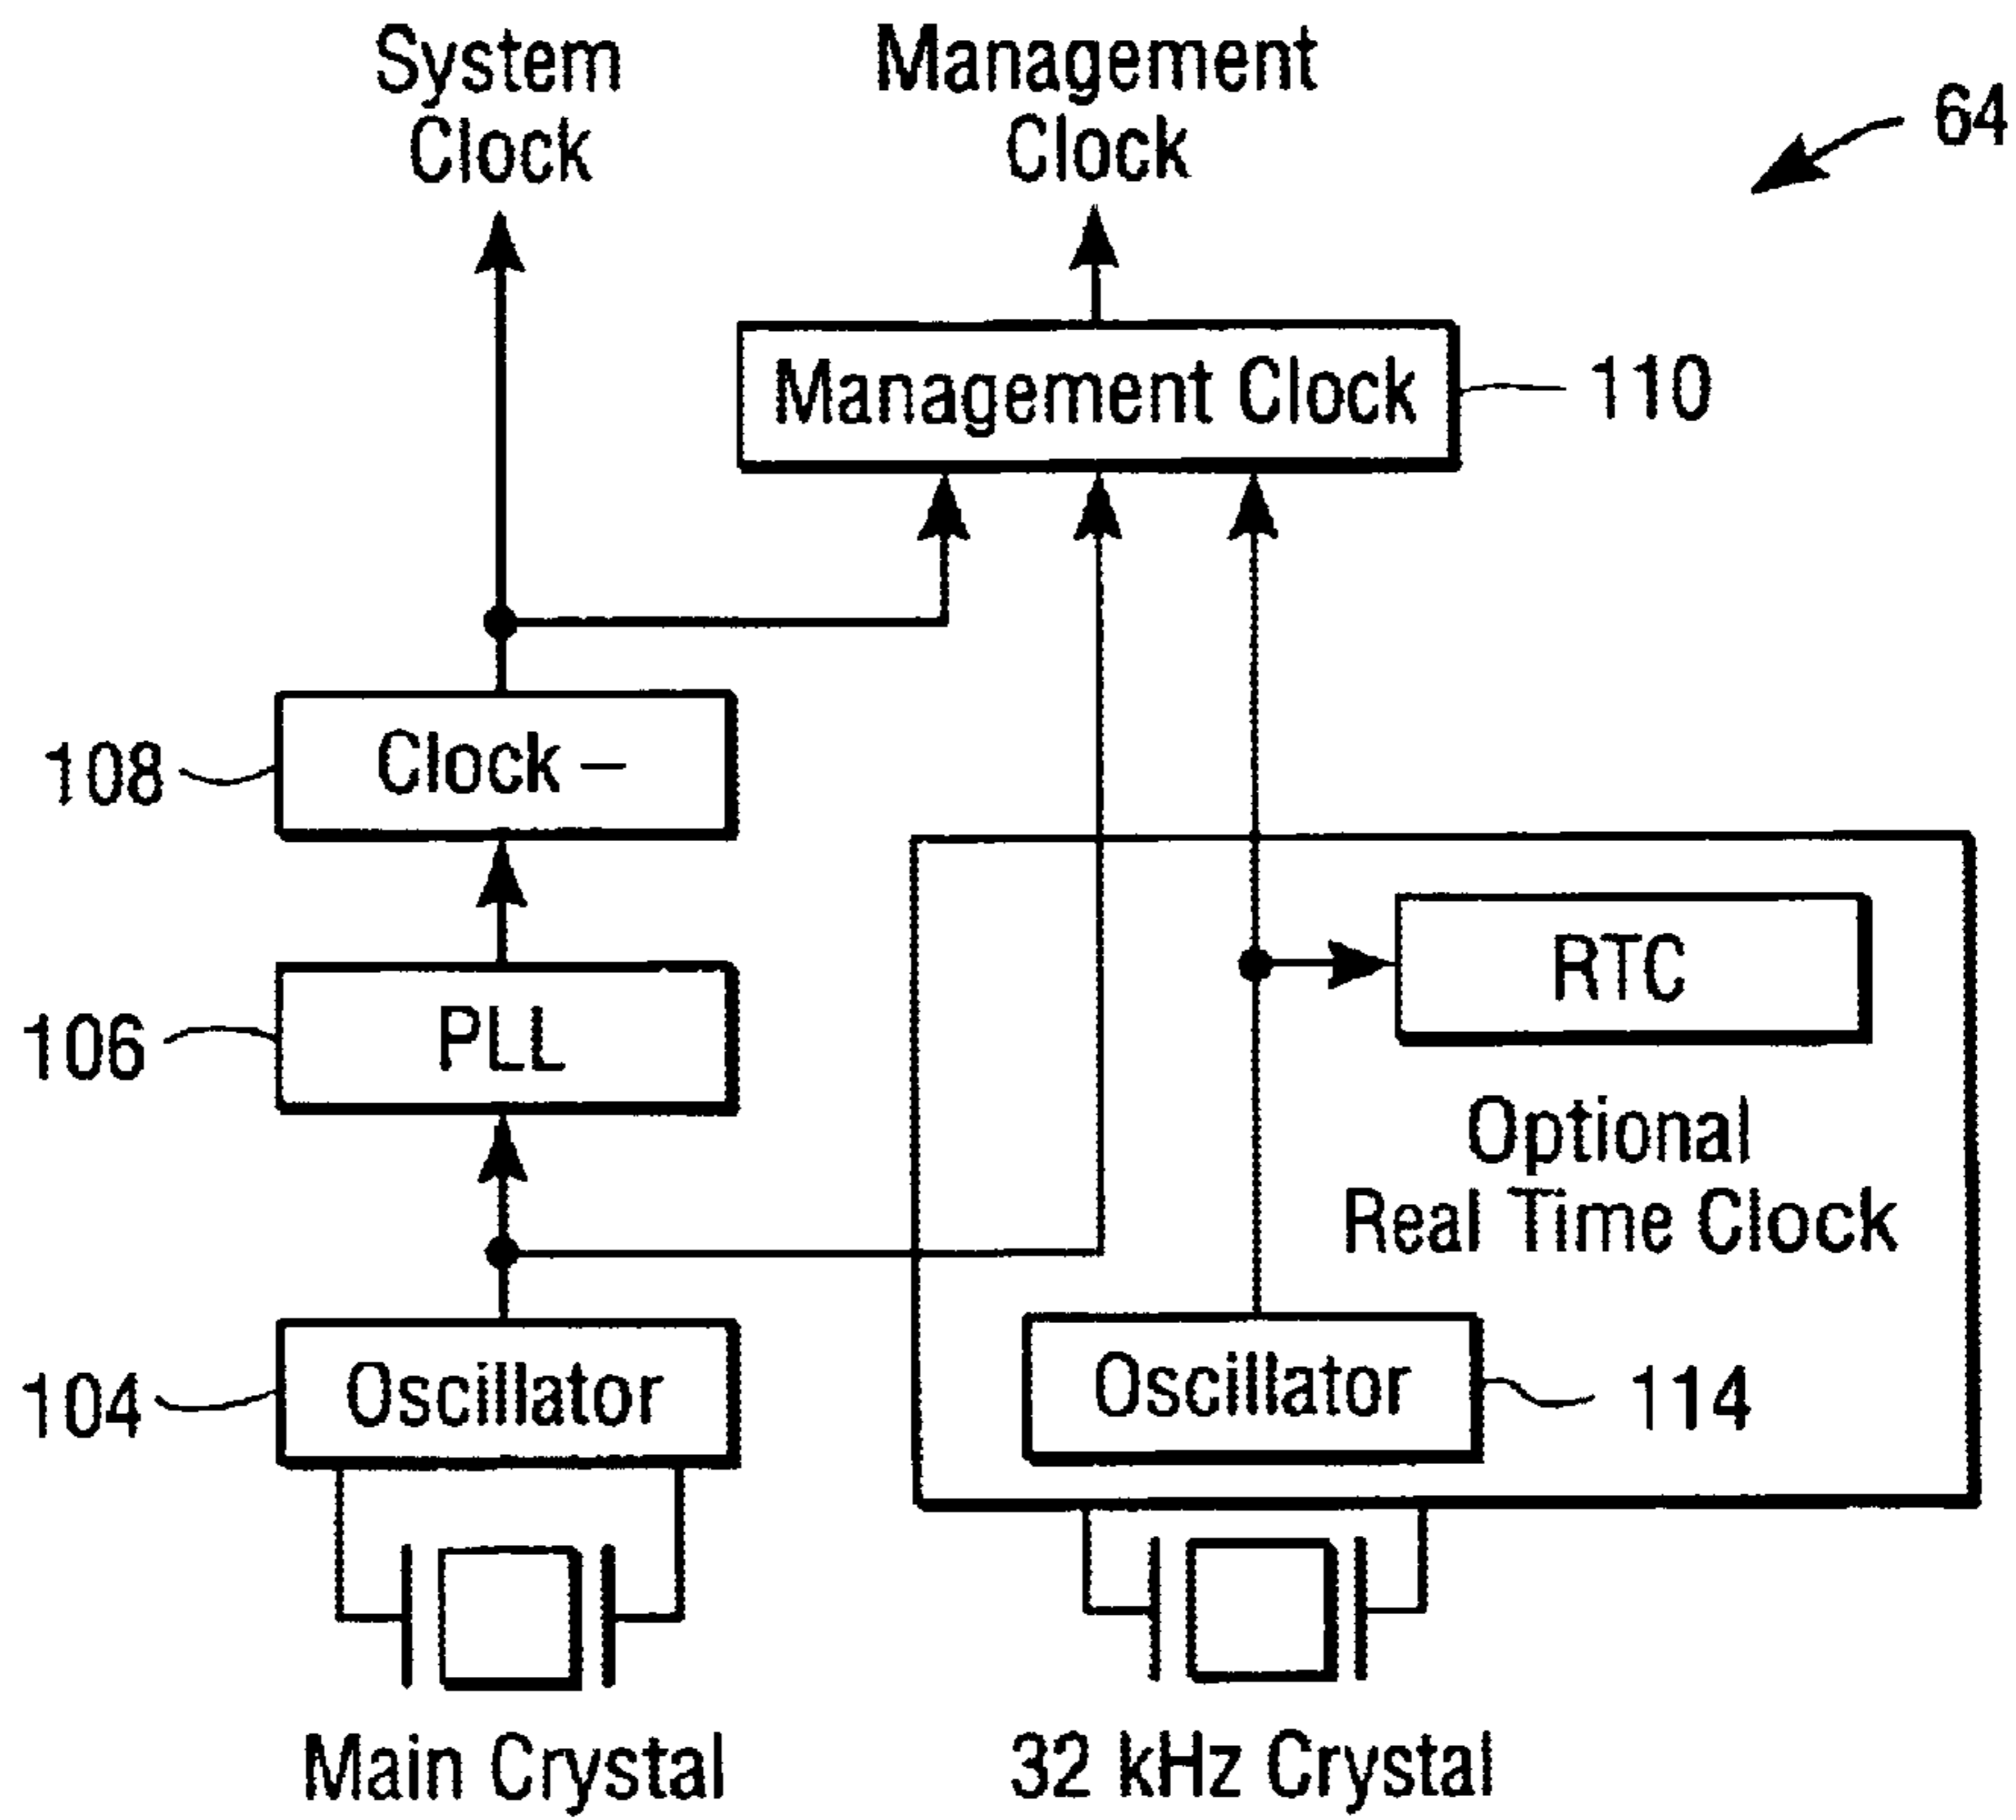 System
Clock
Management
Clock
64
Management Clock
110
108
Clock –
106
PLL
RTC
Optional
Real Time Clock
104
Oscillator
Oscillator
114
Main Crystal
32 kHz Crystal